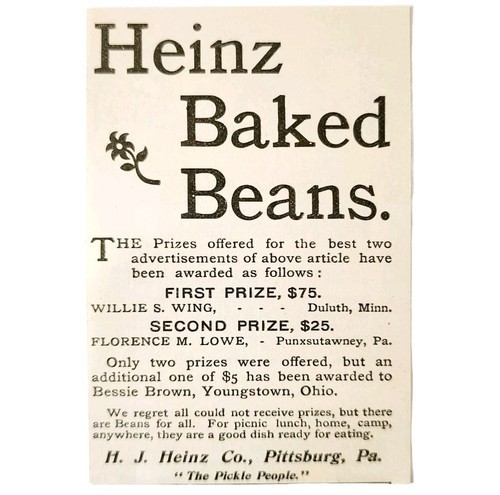 Heinz
Baked
Beans.
THE Prizes offered for the best two
advertisements of above article have
been awarded as follows :
FIRST PRIZE, $75.
WILLIE S. WING, - - - Duluth, Minn.
SECOND PRIZE, $25.
FLORENCE M. LOWE, - Punxsutawney, Pa.
Only two prizes were offered, but an
additional one of $5 has been awarded to
Bessie Brown, Youngstown, Ohio.
We regret all could not receive prizes, but there
are Beans for all. For picnic lunch, home, camp,
anywhere, they are a good dish ready for eating.
H. J. Heinz Co., Pittsburg, Pa.
"The Pickle People."